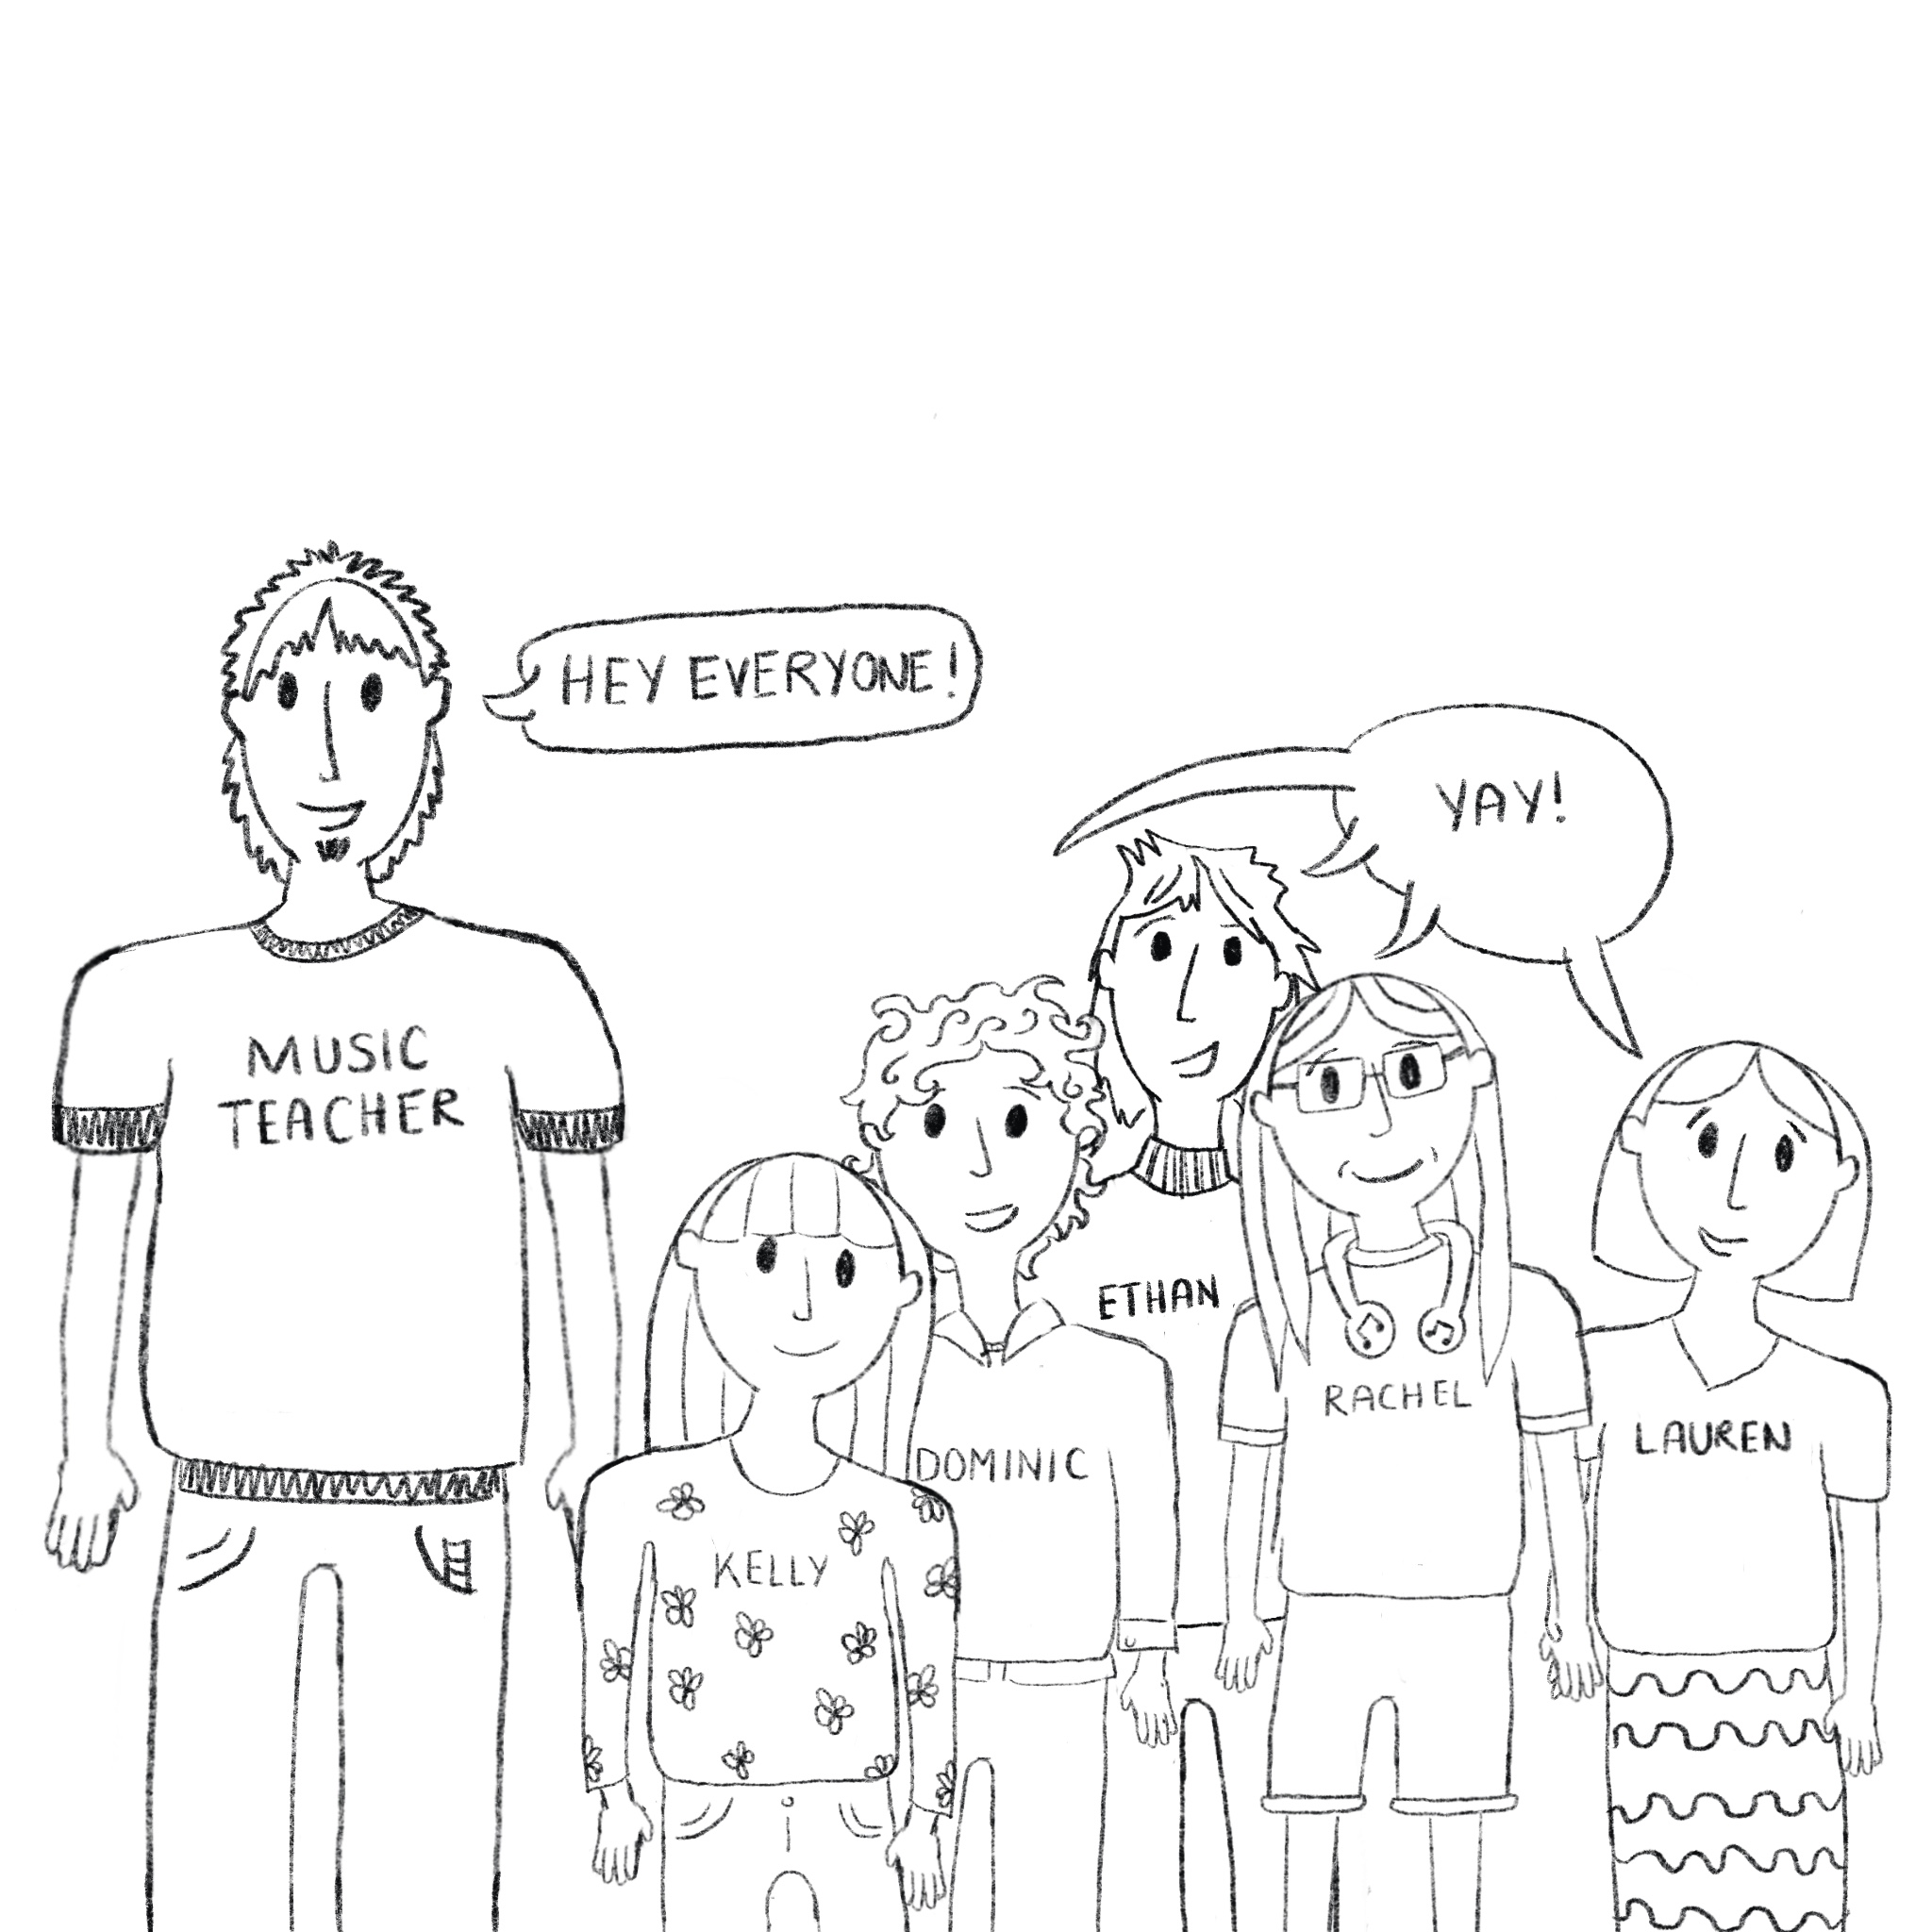 HEY EVERYONE!
YAY!
MUSIC
TEACHER
KELLY
DOMINIC
ETHAN
RACHEL
LAUREN